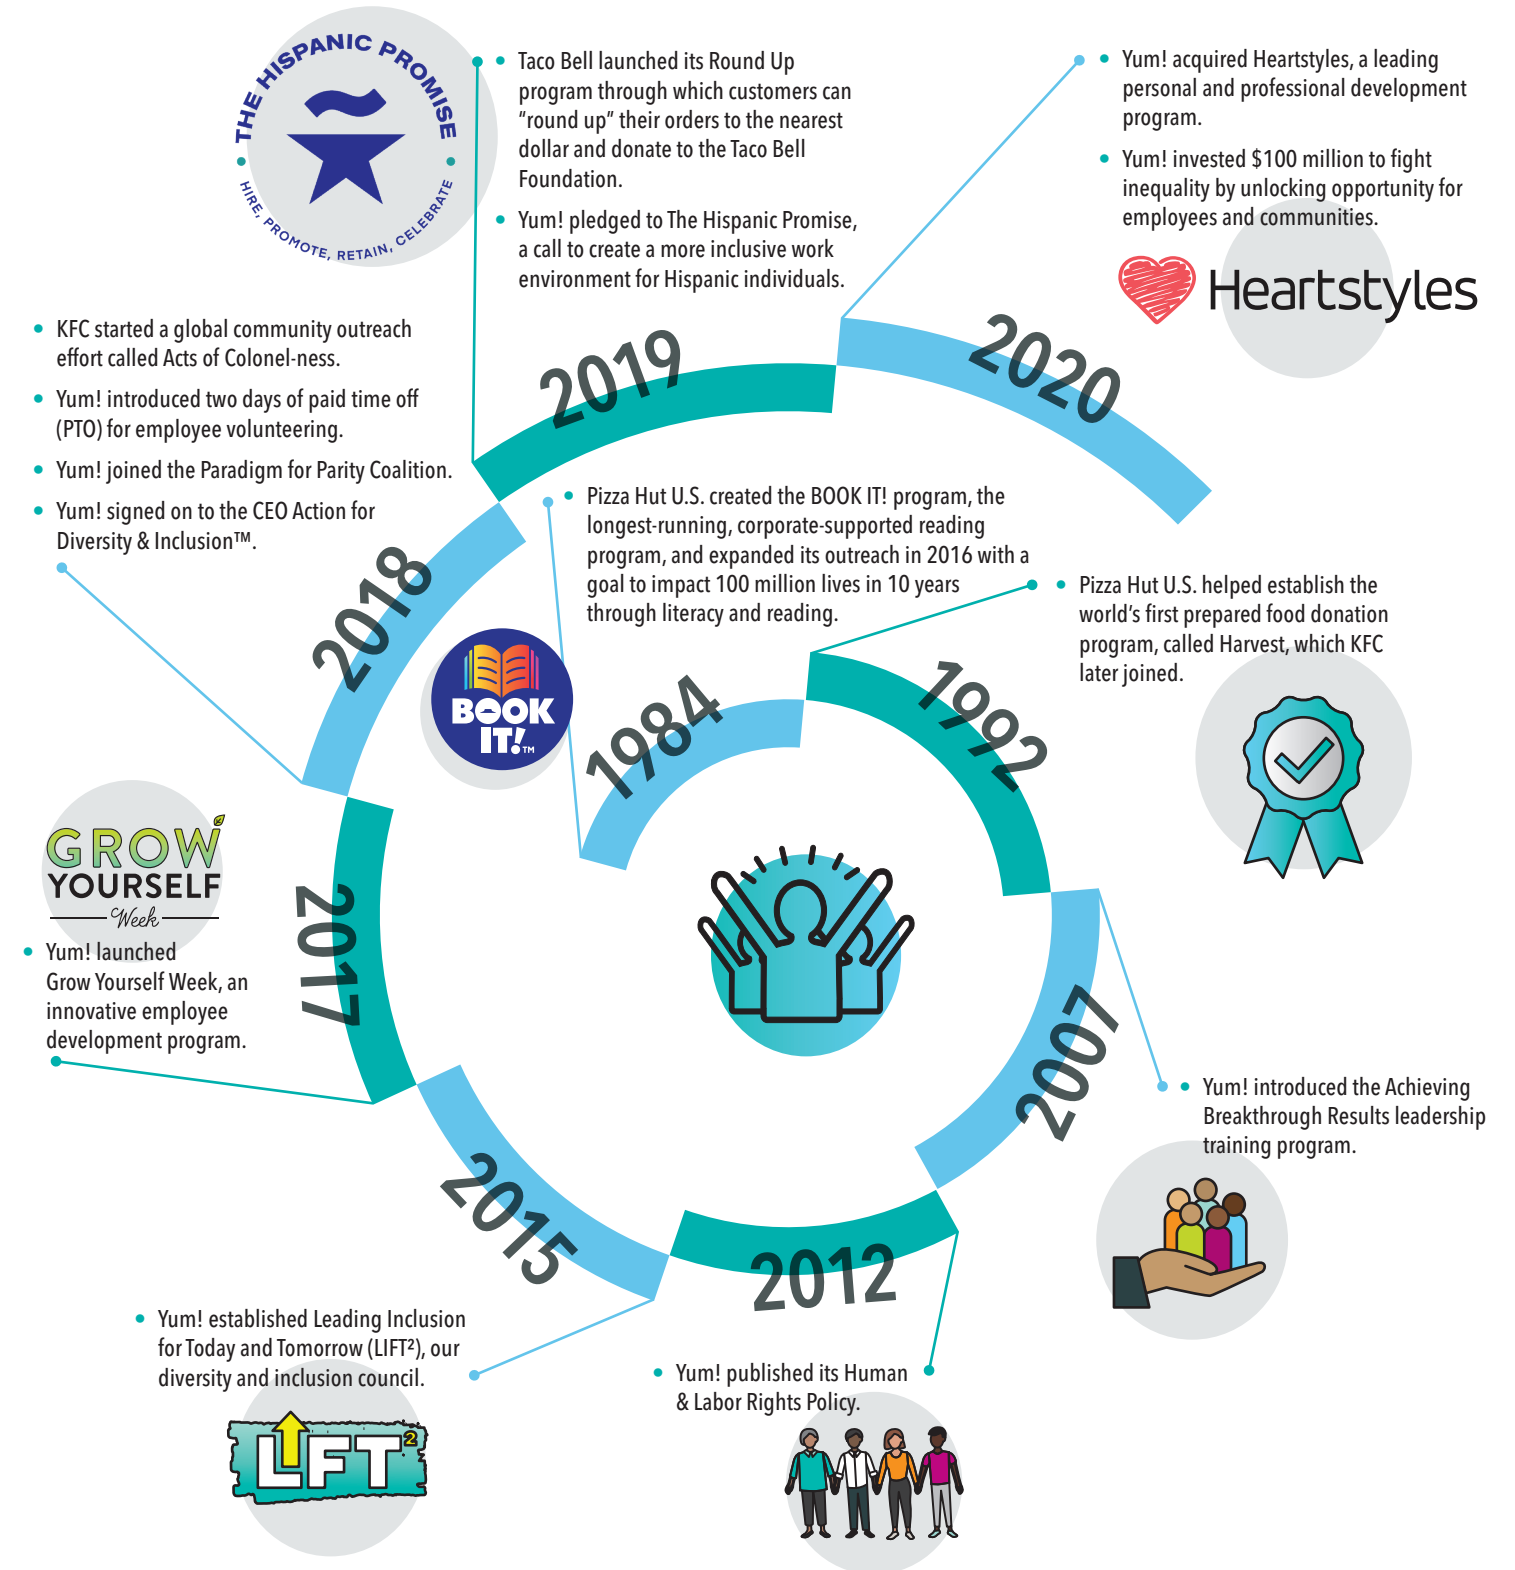 THE HISPANIC PROMISE
HIRE, PROMOTE, RETAIN, CELEBRATE
• Taco Bell launched its Round Up
program through which customers can
“round up” their orders to the nearest
dollar and donate to the Taco Bell
Foundation.
• Yum! pledged to The Hispanic Promise,
a call to create a more inclusive work
environment for Hispanic individuals.
• Yum! acquired Heartstyles, a leading
personal and professional development
program.
• Yum! invested $100 million to fight
inequality by unlocking opportunity for
employees and communities.
Heartstyles
2019
2020
• KFC started a global community outreach
effort called Acts of Colonel-ness.
• Yum! introduced two days of paid time off
(PTO) for employee volunteering.
• Yum! joined the Paradigm for Parity Coalition.
• Yum! signed on to the CEO Action for
Diversity & Inclusion™.
2018
• Pizza Hut U.S. created the BOOK IT! program, the
longest-running, corporate-supported reading
program, and expanded its outreach in 2016 with a
goal to impact 100 million lives in 10 years
through literacy and reading.
BOOK
IT!™
1984
• Pizza Hut U.S. helped establish the
world’s first prepared food donation
program, called Harvest, which KFC
later joined.
1992
GROW
YOURSELF
Week
• Yum! launched
Grow Yourself Week, an
innovative employee
development program.
2017
2007
• Yum! introduced the Achieving
Breakthrough Results leadership
training program.
2015
2012
• Yum! established Leading Inclusion
for Today and Tomorrow (LIFT²), our
diversity and inclusion council.
LIFT²
• Yum! published its Human
& Labor Rights Policy.